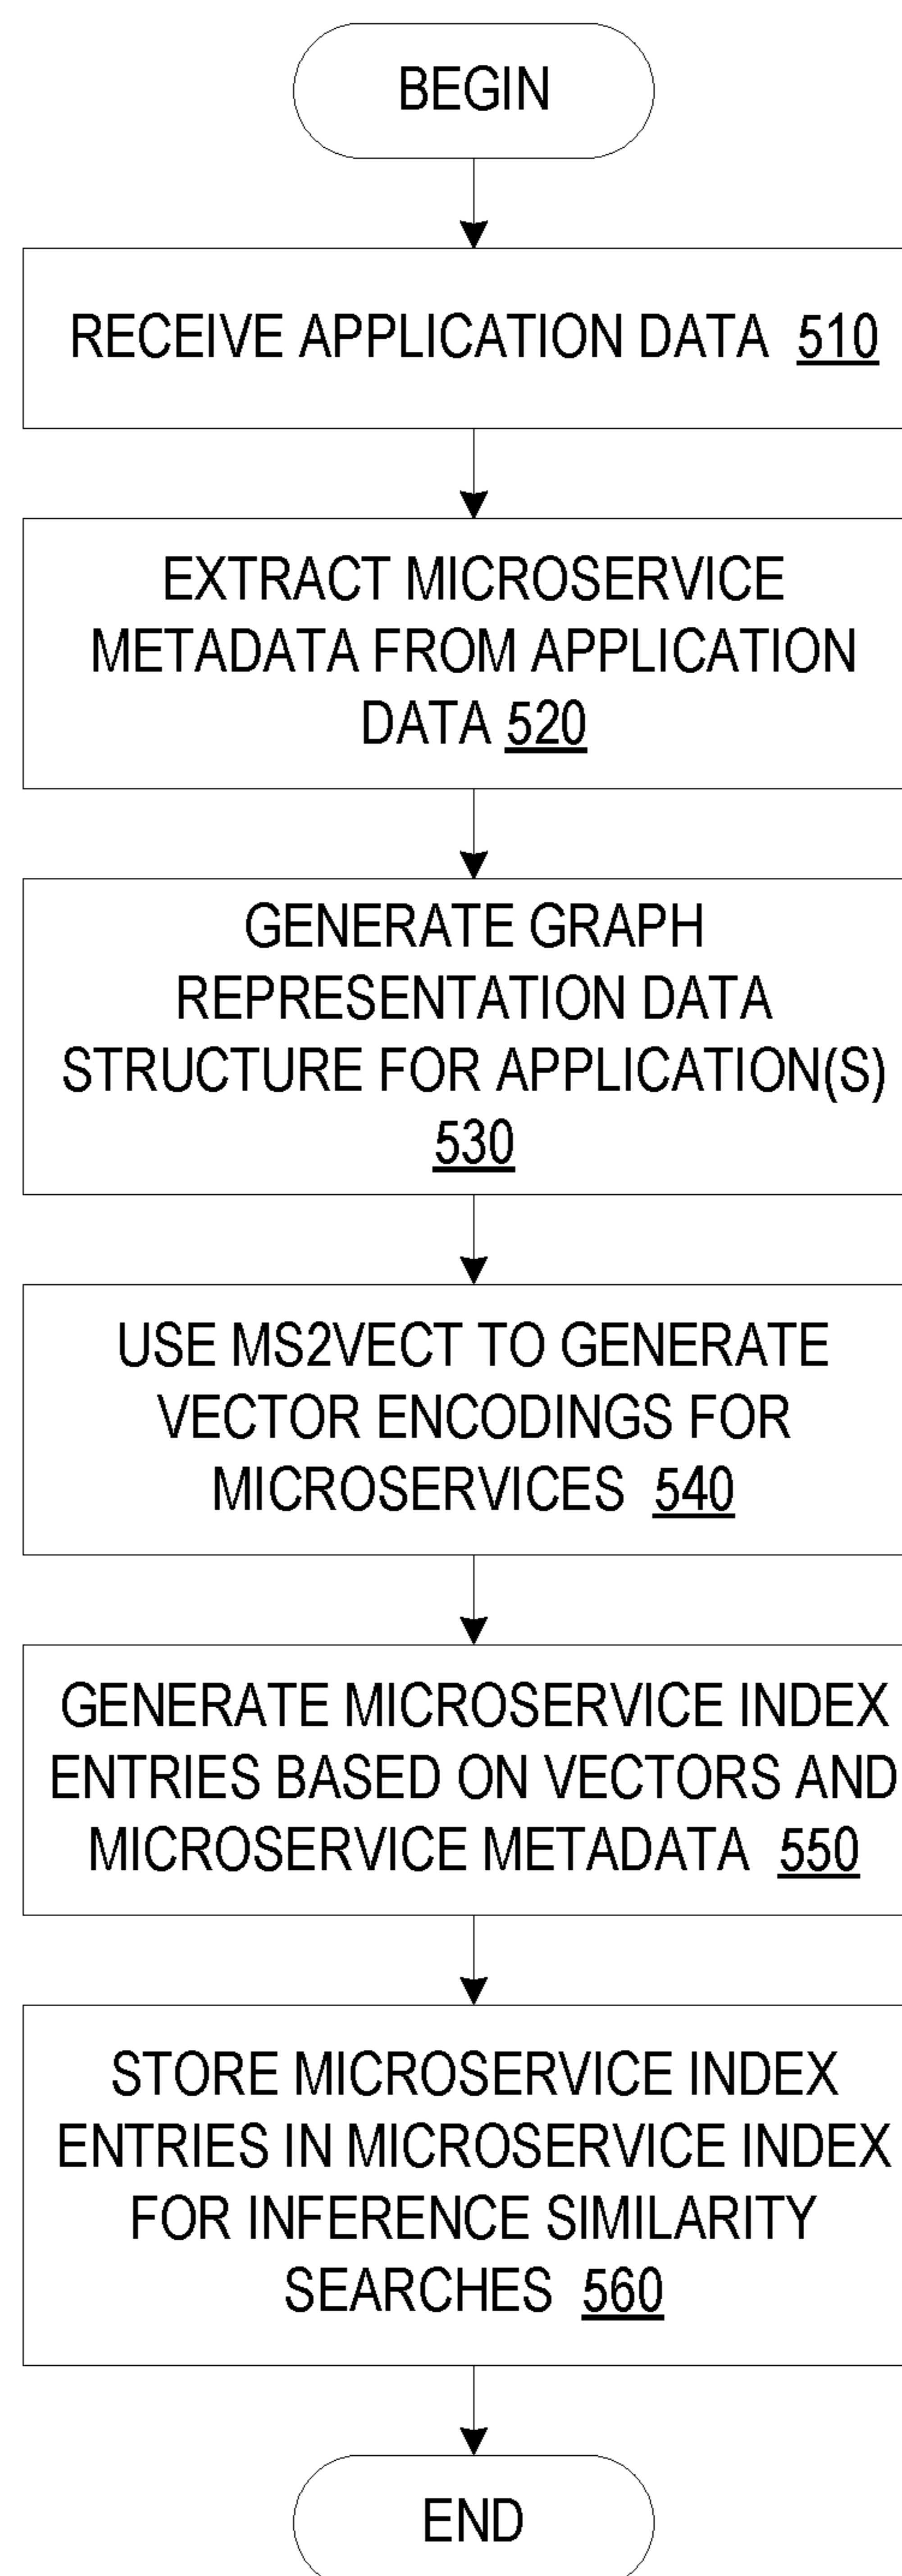 BEGIN
RECEIVE APPLICATION DATA 510
EXTRACT MICROSERVICE
METADATA FROM APPLICATION
DATA 520
GENERATE GRAPH
REPRESENTATION DATA
STRUCTURE FOR APPLICATION(S)
530
USE MS2VECT TO GENERATE
VECTOR ENCODINGS FOR
MICROSERVICES 540
GENERATE MICROSERVICE INDEX
ENTRIES BASED ON VECTORS AND
MICROSERVICE METADATA 550
STORE MICROSERVICE INDEX
ENTRIES IN MICROSERVICE INDEX
FOR INFERENCE SIMILARITY
SEARCHES 560
END